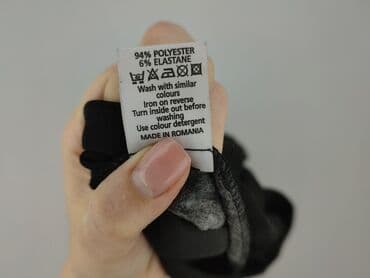 94% POLYESTER
6% ELASTANE
Wash with similar
colours
Iron on reverse
Turn inside out before
washing
Use colour detergent
MADE IN ROMANIA